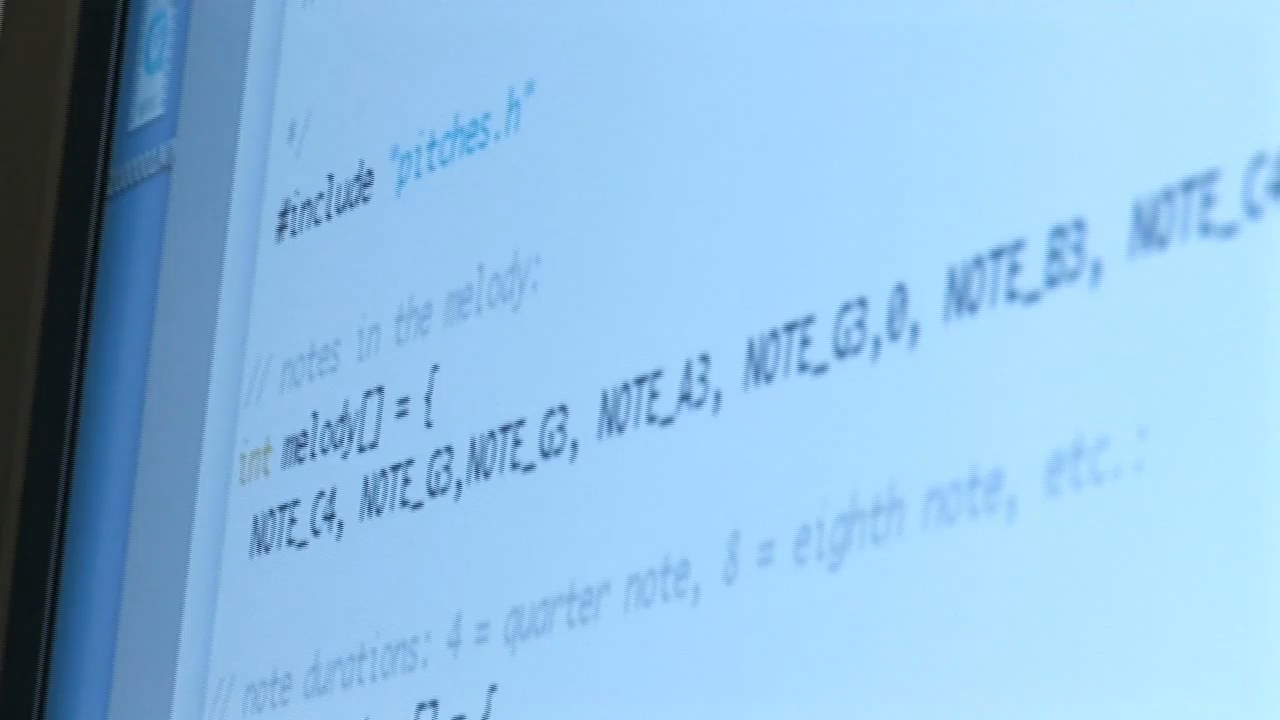 */
#include "pitches.h"
// notes in the melody:
int melody[] = {
NOTE_C4, NOTE_G3,NOTE_G3, NOTE_A3, NOTE_G3,0, NOTE_B3, NOTE_C4
// note durations: 4 = quarter note, 8 = eighth note, etc.: